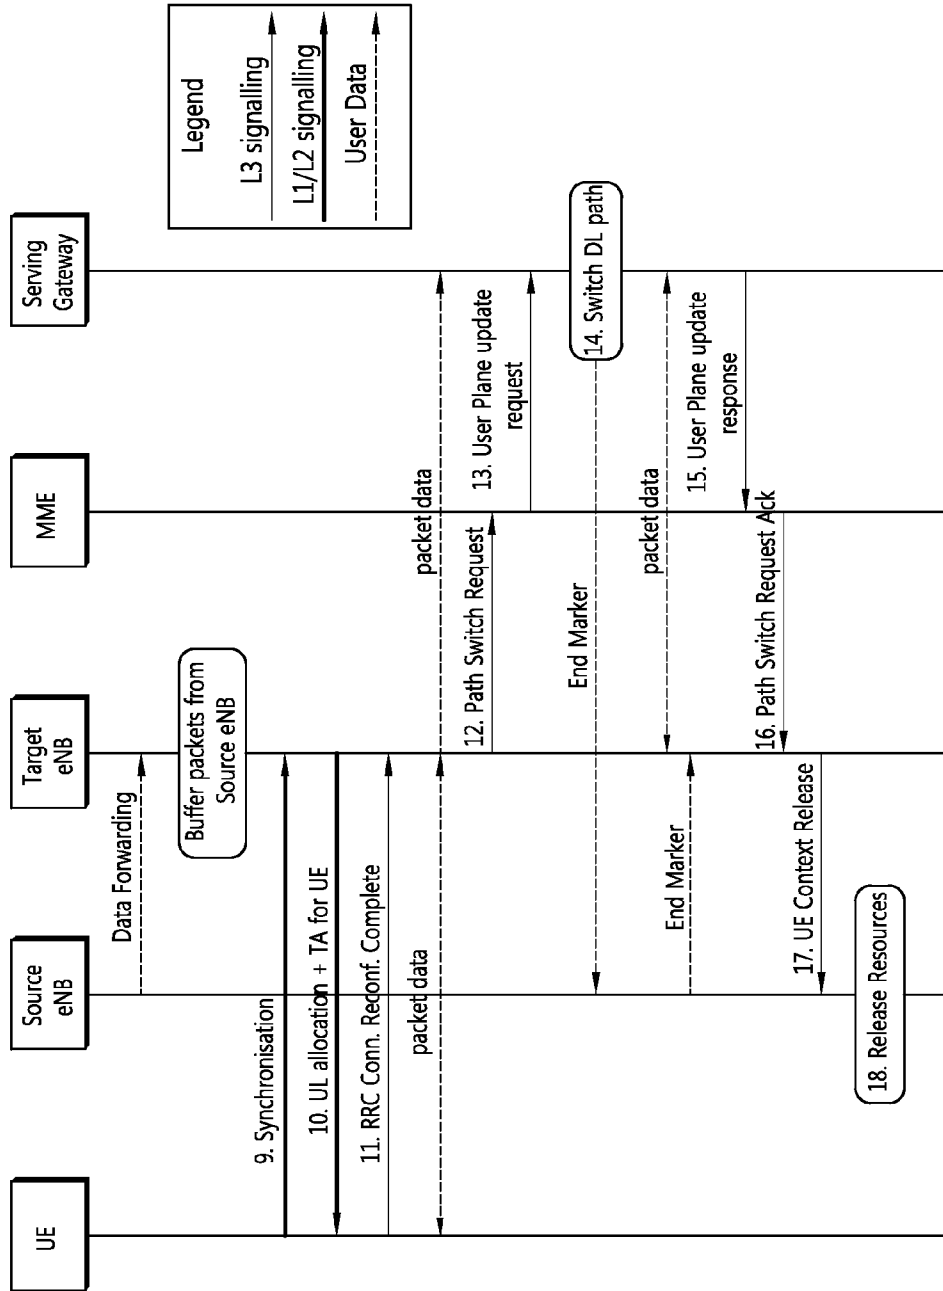 UE
Source
eNB
Target
eNB
MME
Serving
Gateway
Legend
L3 signalling
L1/L2 signalling
User Data
Data Forwarding
Buffer packets from
Source eNB
9. Synchronisation
10. UL allocation + TA for UE
11. RRC Conn. Reconf. Complete
packet data
packet data
12. Path Switch Request
13. User Plane update
request
14. Switch DL path
End Marker
packet data
End Marker
15. User Plane update
response
16. Path Switch Request Ack
17. UE Context Release
18. Release Resources